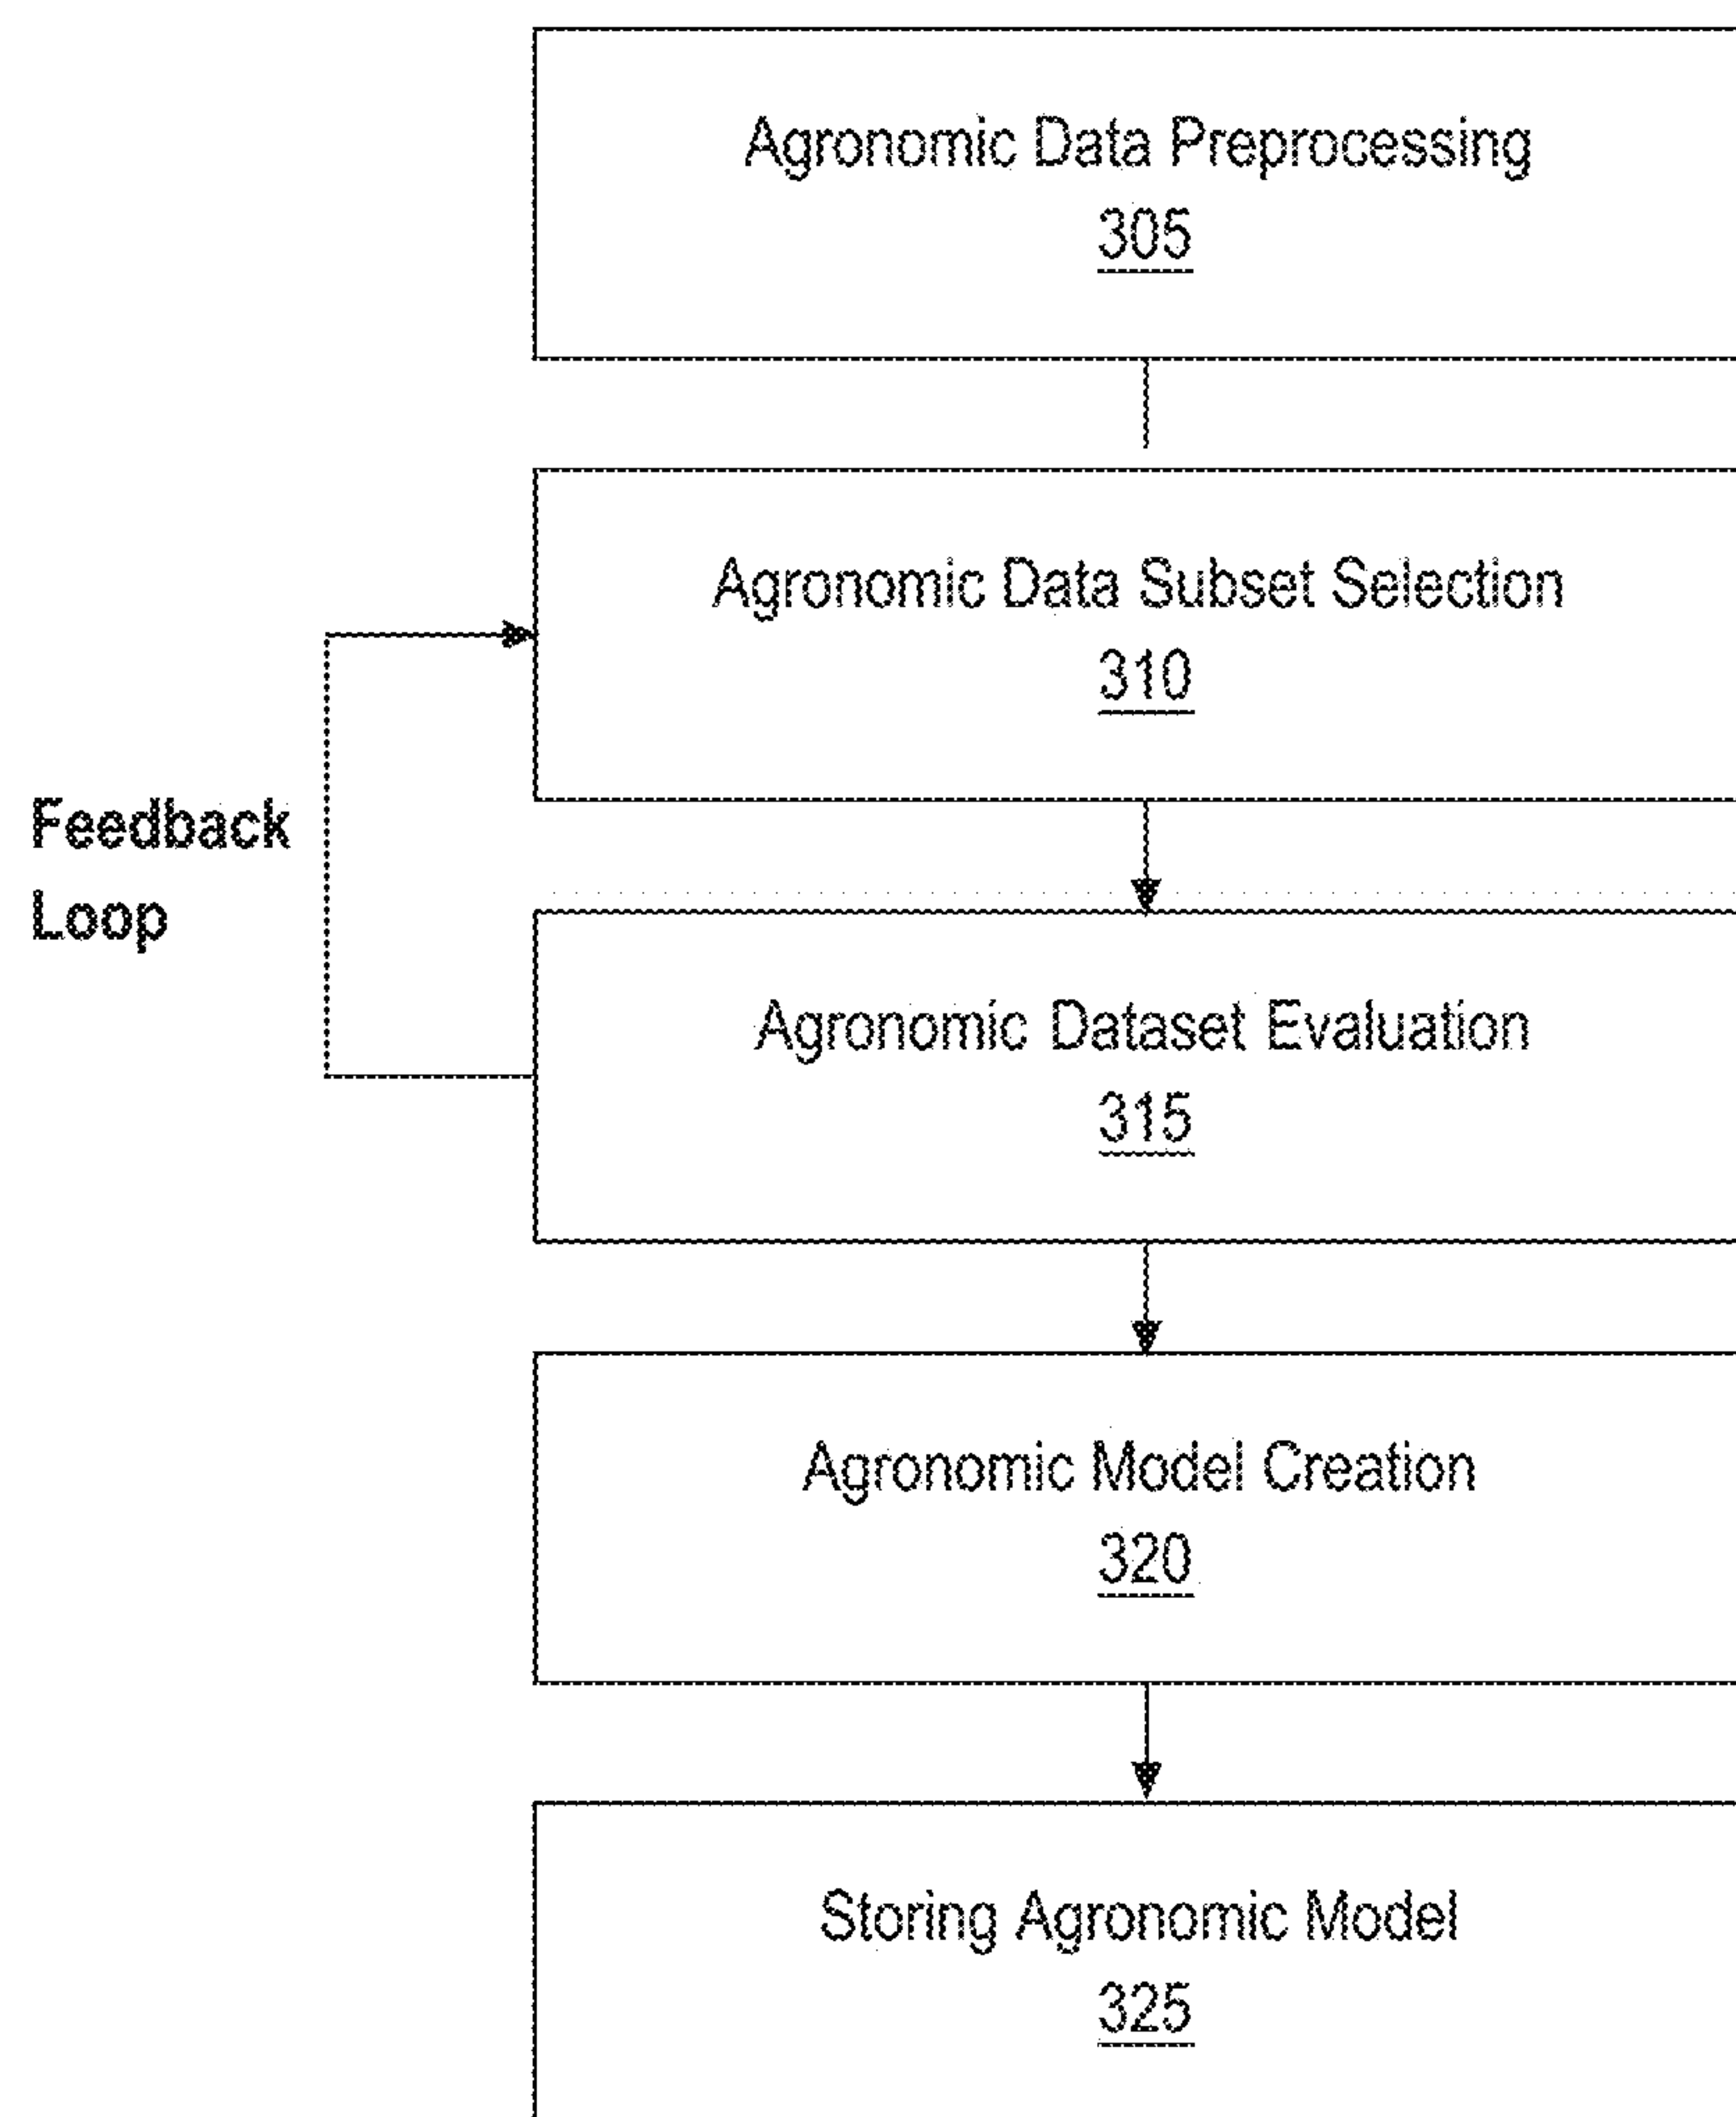 Agronomic Data Preprocessing
305
Agronomic Data Subset Selection
310
Feedback
Loop
Agronomic Dataset Evaluation
315
Agronomic Model Creation
320
Storing Agronomic Model
325